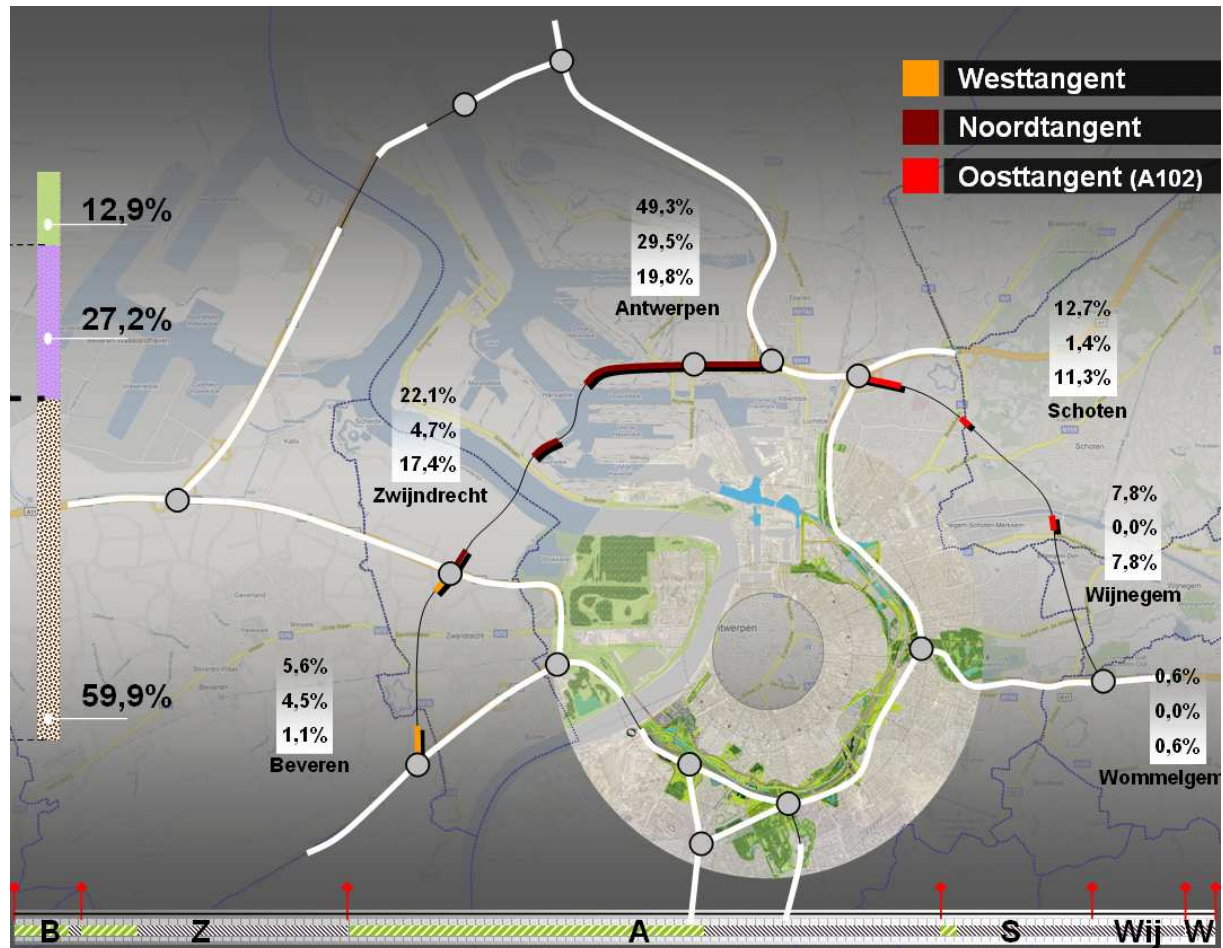 Westtangent
Noordtangent
Oosttangent (A102)
12,9%
27,2%
59,9%
49,3%
29,5%
19,8%
Antwerpen
12,7%
1,4%
11,3%
Schoten
22,1%
4,7%
17,4%
Zwijndrecht
7,8%
0,0%
7,8%
Wijnegem
5,6%
4,5%
1,1%
Beveren
0,6%
0,0%
0,6%
Wommelgem
B Z A S Wij W